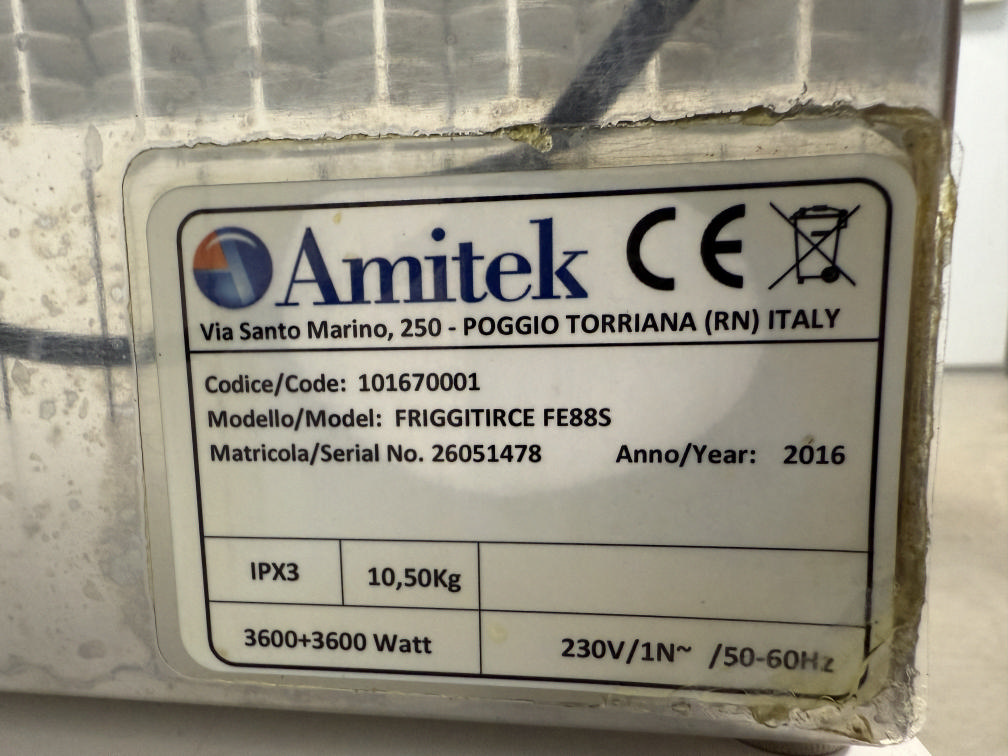 Amitek CE
Via Santo Marino, 250 - POGGIO TORRIANA (RN) ITALY
Codice/Code: 101670001
Modello/Model: FRIGGITIRCE FE88S
Matricola/Serial No. 26051478 Anno/Year: 2016
IPX3 10,50Kg
3600+3600 Watt 230V/1N~ /50-60Hz